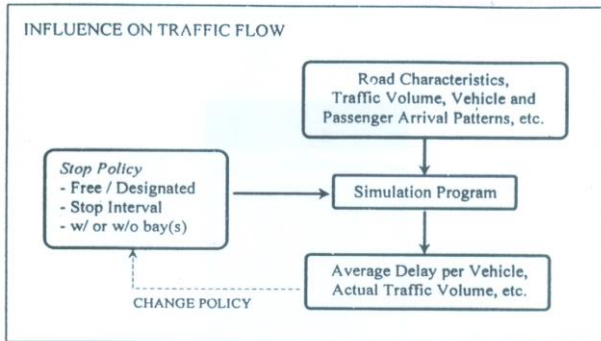 INFLUENCE ON TRAFFIC FLOW
Road Characteristics,
Traffic Volume, Vehicle and
Passenger Arrival Patterns, etc.
Stop Policy
- Free / Designated
- Stop Interval
- w/ or w/o bay(s)
Simulation Program
Average Delay per Vehicle,
Actual Traffic Volume, etc.
CHANGE POLICY